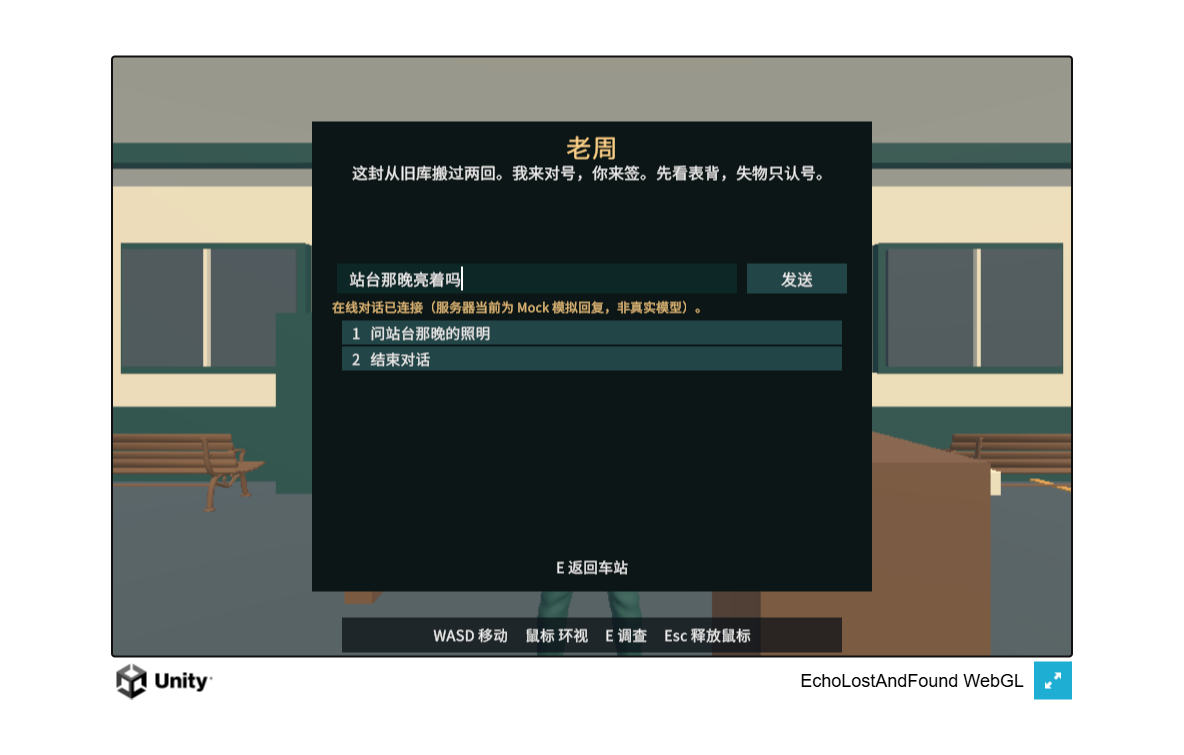 老周
这封从旧库搬过两回。我来对号，你来签。先看表背，失物只认号。
站台那晚亮着吗
发送
在线对话已连接（服务器当前为 Mock 模拟回复，非真实模型）。
1 问站台那晚的照明
2 结束对话
E 返回车站
WASD 移动 鼠标 环视 E 调查 Esc 释放鼠标
Unity
EchoLostAndFound WebGL